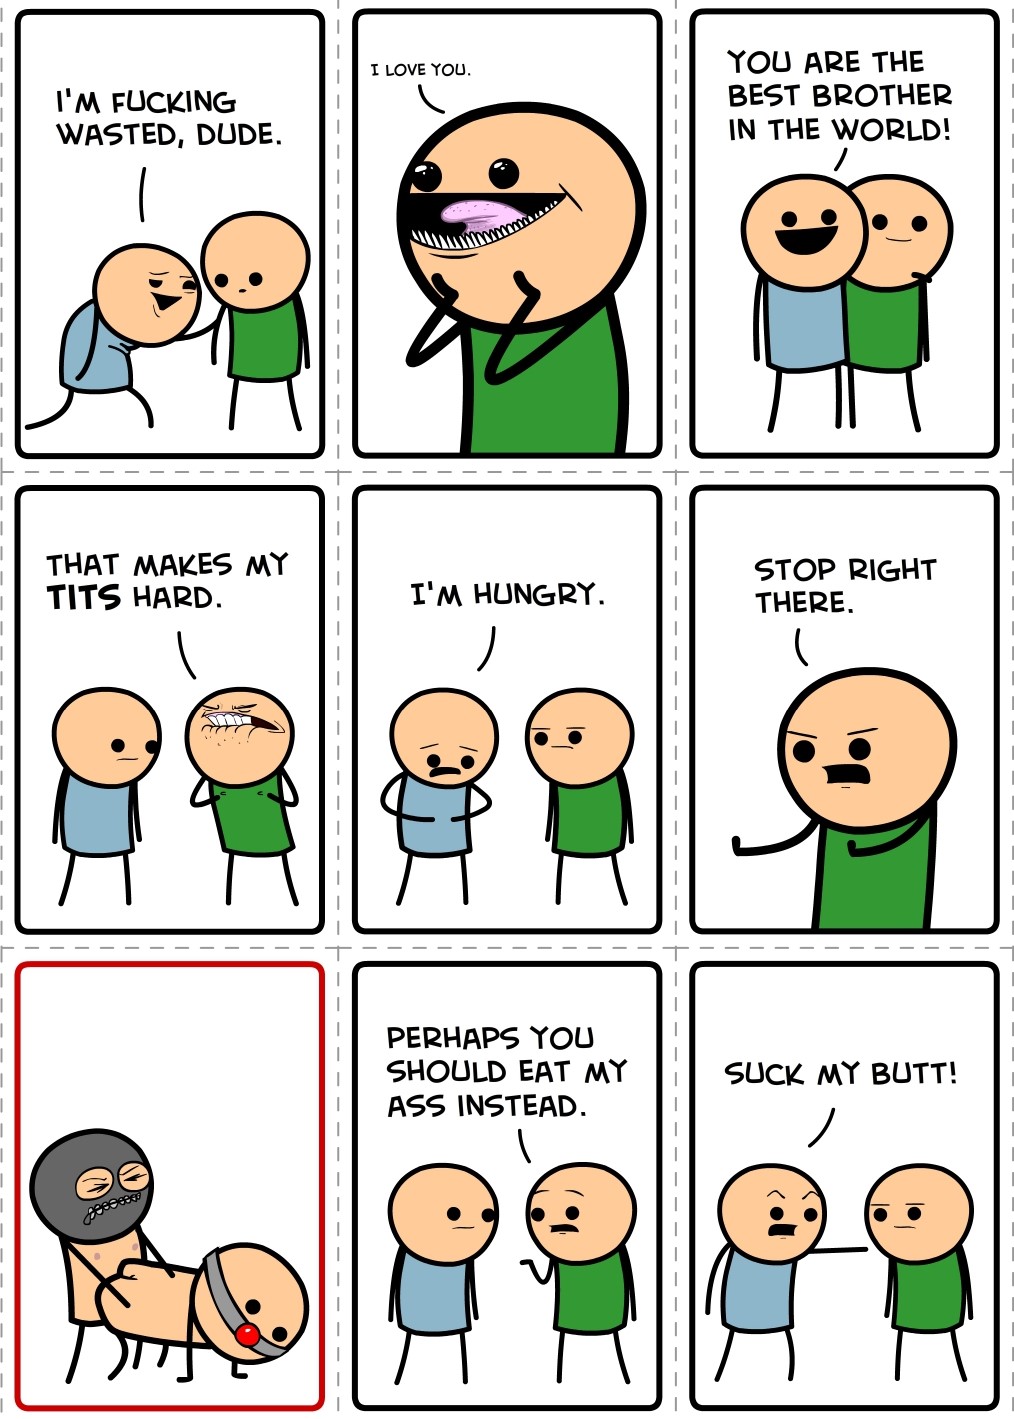 I'M FUCKING
WASTED, DUDE.
I LOVE YOU.
YOU ARE THE
BEST BROTHER
IN THE WORLD!
THAT MAKES MY
TITS HARD.
I'M HUNGRY.
STOP RIGHT
THERE.
PERHAPS YOU
SHOULD EAT MY
ASS INSTEAD.
SUCK MY BUTT!